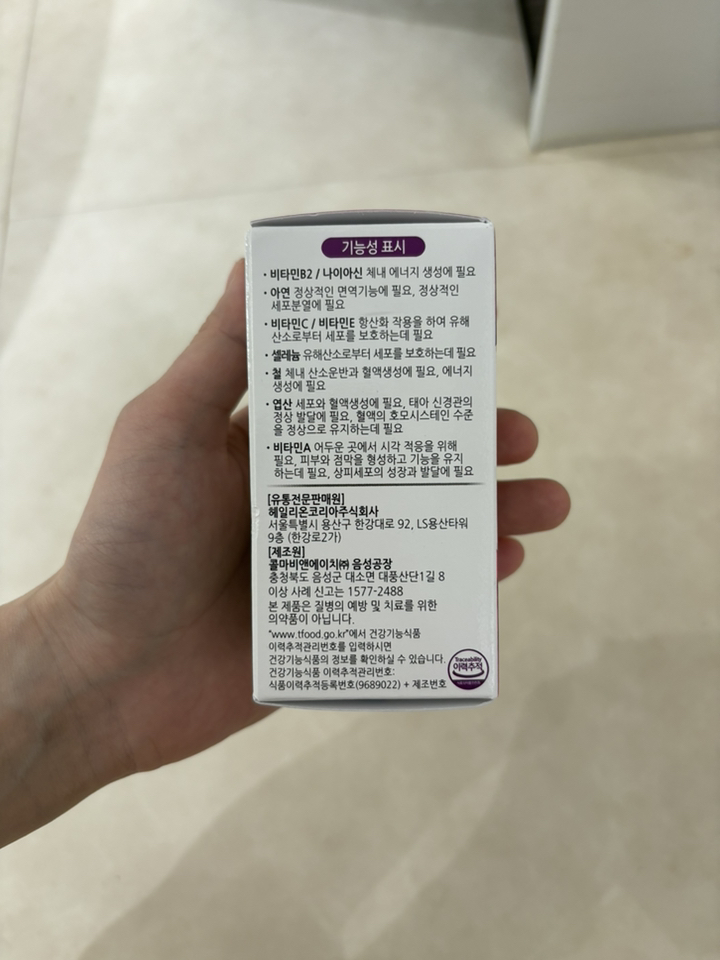 기능성 표시
· 비타민B2 / 나이아신 체내 에너지 생성에 필요
· 아연 정상적인 면역기능에 필요, 정상적인
세포분열에 필요
· 비타민C / 비타민E 항산화 작용을 하여 유해
산소로부터 세포를 보호하는데 필요
· 셀레늄 유해산소로부터 세포를 보호하는데 필요
· 철 체내 산소운반과 혈액생성에 필요, 에너지
생성에 필요
· 엽산 세포와 혈액생성에 필요, 태아 신경관의
정상 발달에 필요, 혈액의 호모시스테인 수준
을 정상으로 유지하는데 필요
· 비타민A 어두운 곳에서 시각 적응을 위해
필요, 피부와 점막을 형성하고 기능을 유지
하는데 필요, 상피세포의 성장과 발달에 필요
[유통전문판매원]
헤일리온코리아주식회사
서울특별시 용산구 한강대로 92, LS용산타워
9층 (한강로2가)
[제조원]
콜마비앤에이치㈜ 음성공장
충청북도 음성군 대소면 대풍산단1길 8
이상 사례 신고는 1577-2488
본 제품은 질병의 예방 및 치료를 위한
의약품이 아닙니다.
"www.tfood.go.kr"에서 건강기능식품
이력추적관리번호를 입력하시면
건강기능식품의 정보를 확인하실 수 있습니다.
건강기능식품 이력추적관리번호:
식품이력추적등록번호(9689022) + 제조번호
Traceability
이력추적